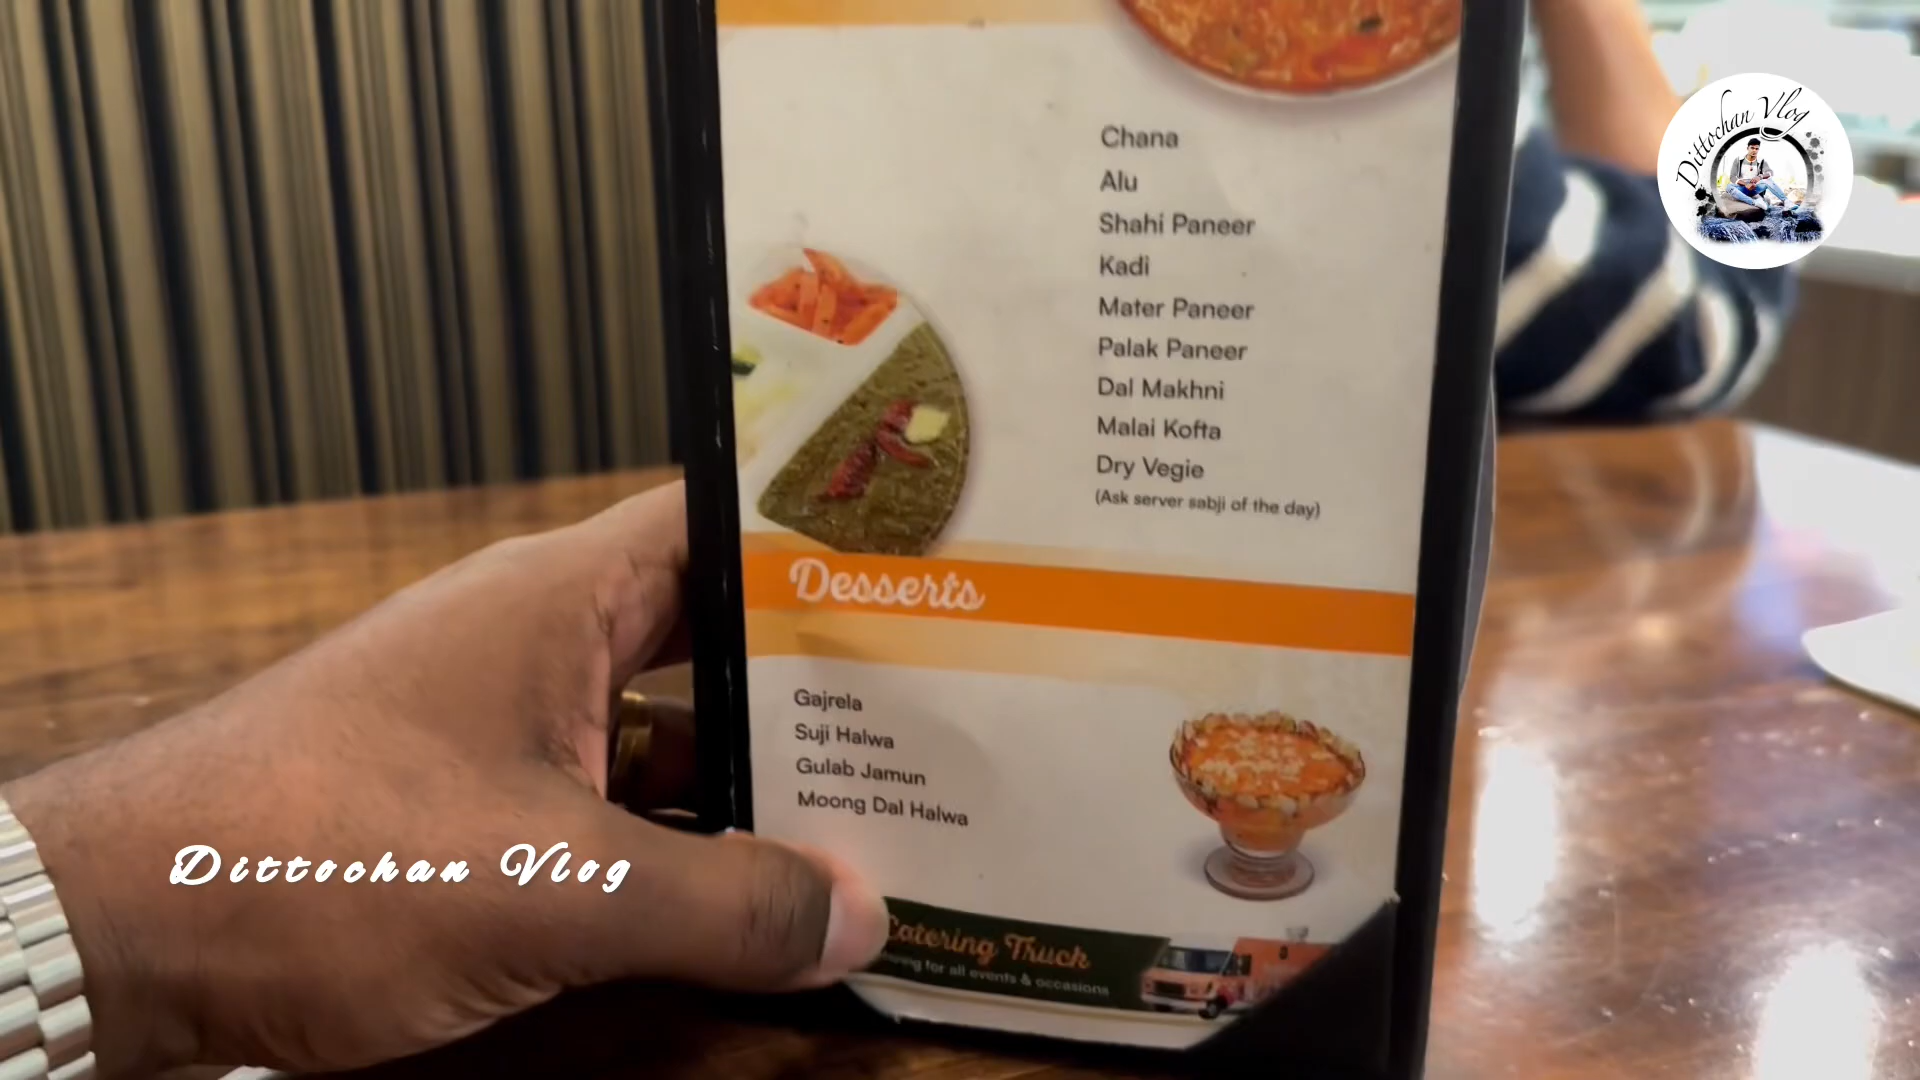 Dittochan Vlog
Chana
Alu
Shahi Paneer
Kadi
Mater Paneer
Palak Paneer
Dal Makhni
Malai Kofta
Dry Vegie
(Ask server sabji of the day)
Desserts
Gajrela
Suji Halwa
Gulab Jamun
Moong Dal Halwa
Dittochan Vlog
Catering Truck
for all events & occasions